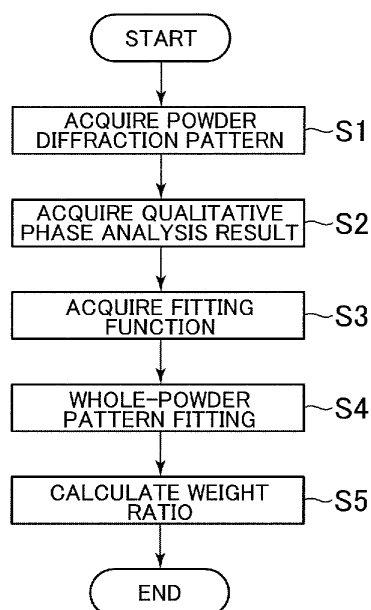 START
ACQUIRE POWDER
DIFFRACTION PATTERN
S1
ACQUIRE QUALITATIVE
PHASE ANALYSIS RESULT
S2
ACQUIRE FITTING
FUNCTION
S3
WHOLE-POWDER
PATTERN FITTING
S4
CALCULATE WEIGHT
RATIO
S5
END